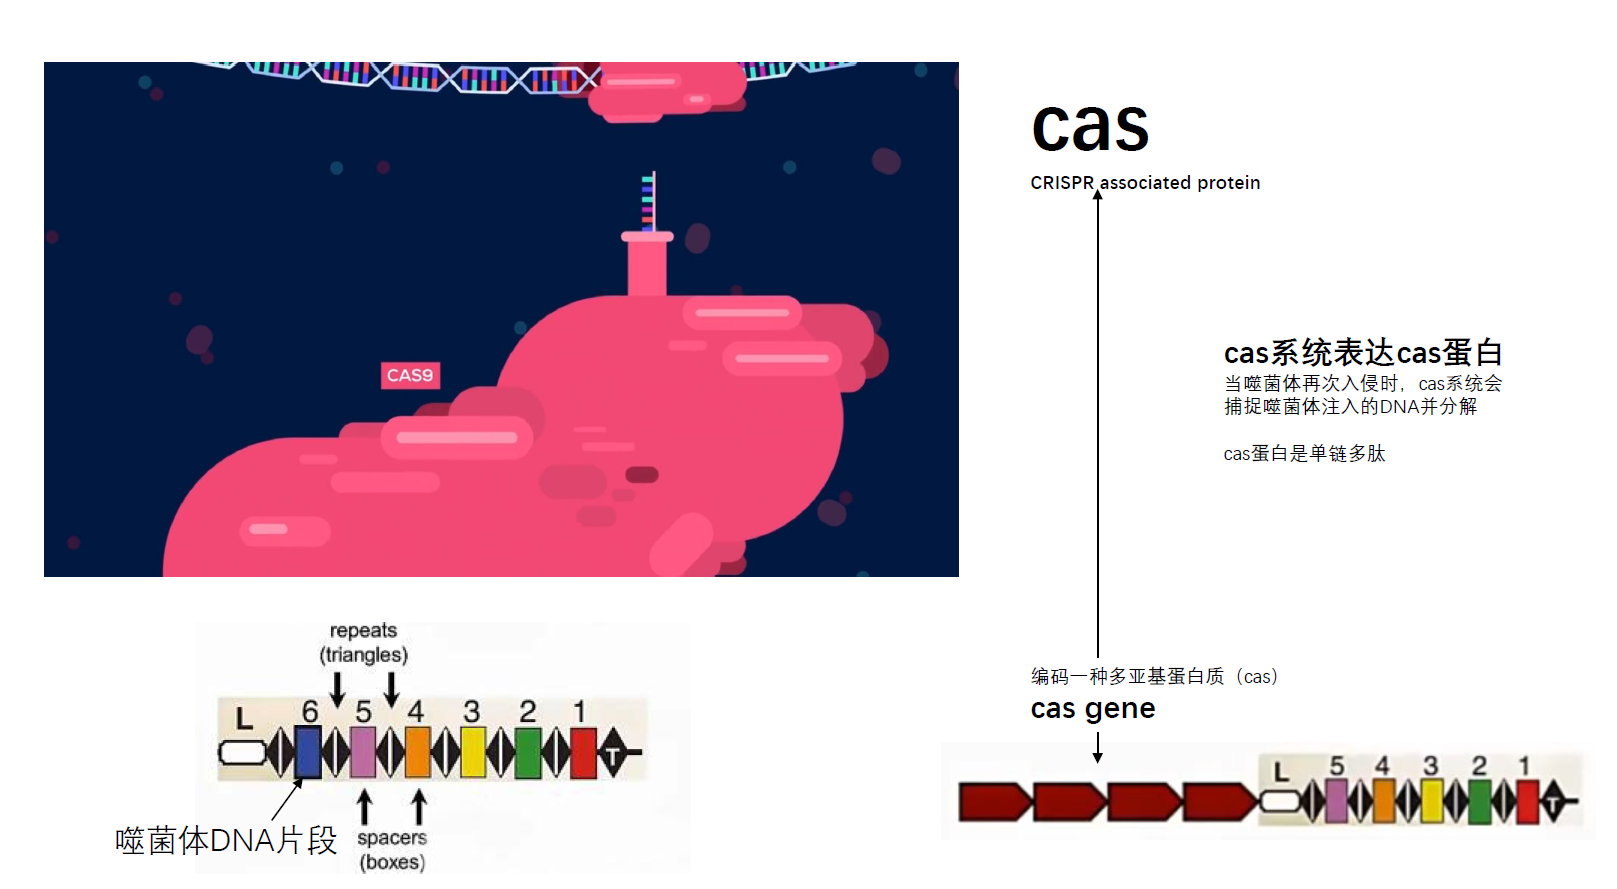 cas
CRISPR associated protein
CAS9
cas系统表达cas蛋白
当噬菌体再次入侵时，cas系统会
捕捉噬菌体注入的DNA并分解
cas蛋白是单链多肽
repeats
(triangles)
L 6 5 4 3 2 1
T
噬菌体DNA片段
spacers
(boxes)
编码一种多亚基蛋白质（cas）
cas gene
L 5 4 3 2 1
T